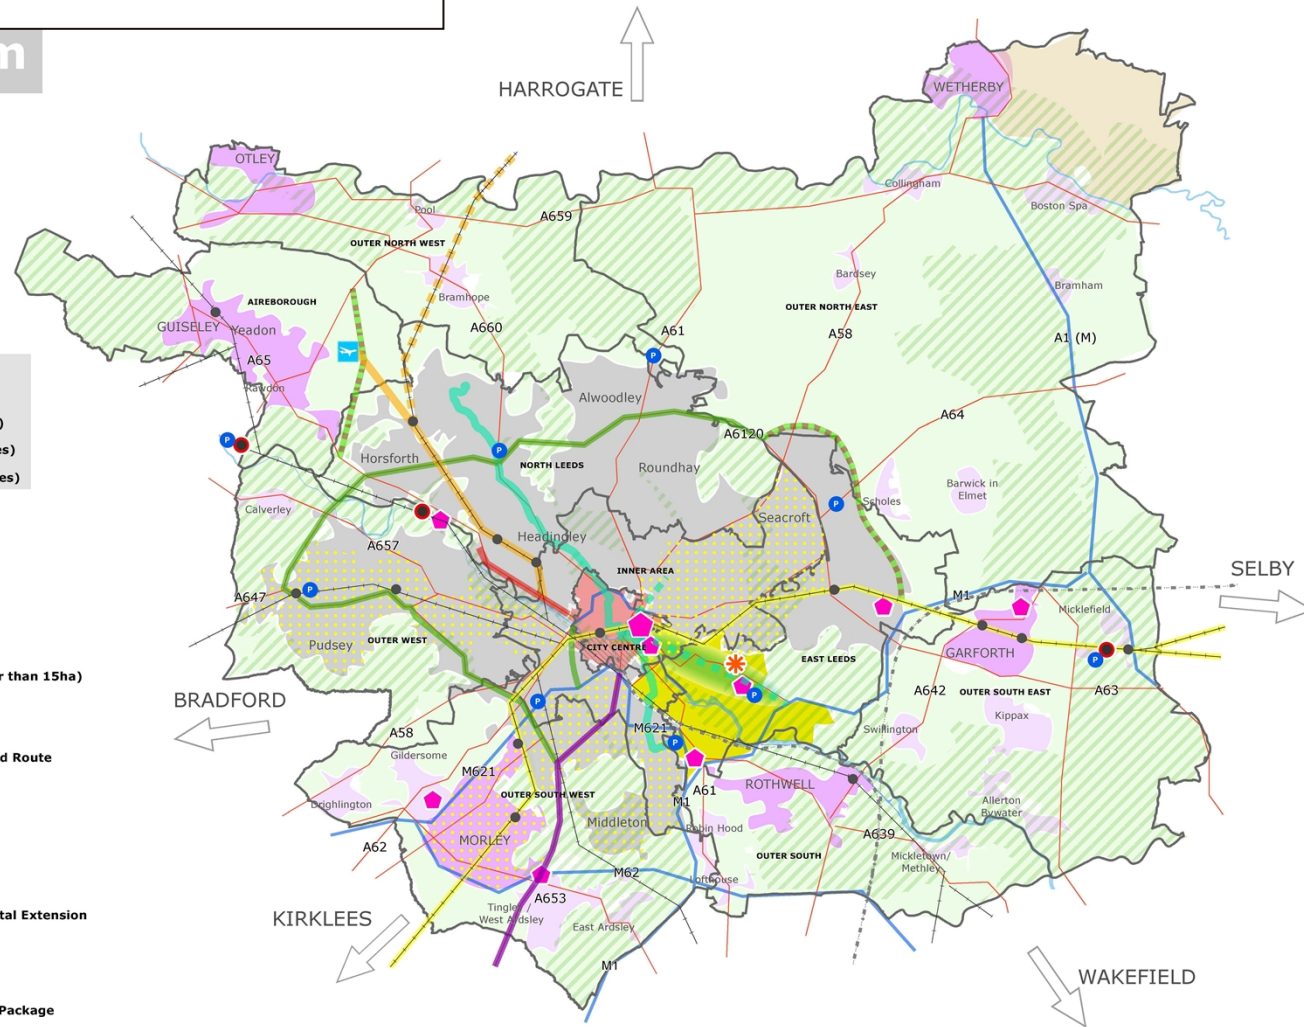 m
HARROGATE
WETHERBY
OTLEY
Collingham
Boston Spa
Pool
A659
OUTER NORTH WEST
Bardsey
Bramham
AIREBOROUGH
Bramhope
OUTER NORTH EAST
GUISELEY
Yeadon
A660
A61
A58
A1 (M)
A65
Rawdon
Alwoodley
)
A64
A6120
es)
Horsforth
NORTH LEEDS
Roundhay
es)
Barwick in
Elmet
Calverley
Scholes
Seacroft
A657
Headingley
INNER AREA
SELBY
A647
M1
Micklefield
Pudsey
OUTER WEST
CITY CENTRE
EAST LEEDS
GARFORTH
r than 15ha)
A642
OUTER SOUTH EAST
A63
BRADFORD
Kippax
A58
M621
Swillington
Gildersome
d Route
M621
ROTHWELL
A61
OUTER SOUTH WEST
Drighlington
M1
Allerton
Bywater
Middleton
Robin Hood
A62
MORLEY
A639
OUTER SOUTH
Mickletown/
Methley
M62
Lofthouse
A653
KIRKLEES
Tingley /
West Ardsley
East Ardsley
tal Extension
M1
WAKEFIELD
Package
P
P
P
P
P
P
P
P
P